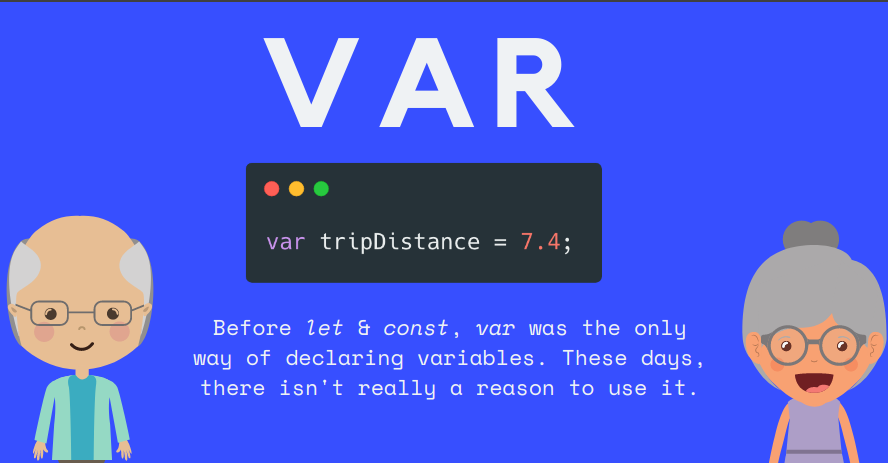 VAR
var tripDistance = 7.4;
Before let & const, var was the only
way of declaring variables. These days,
there isn't really a reason to use it.